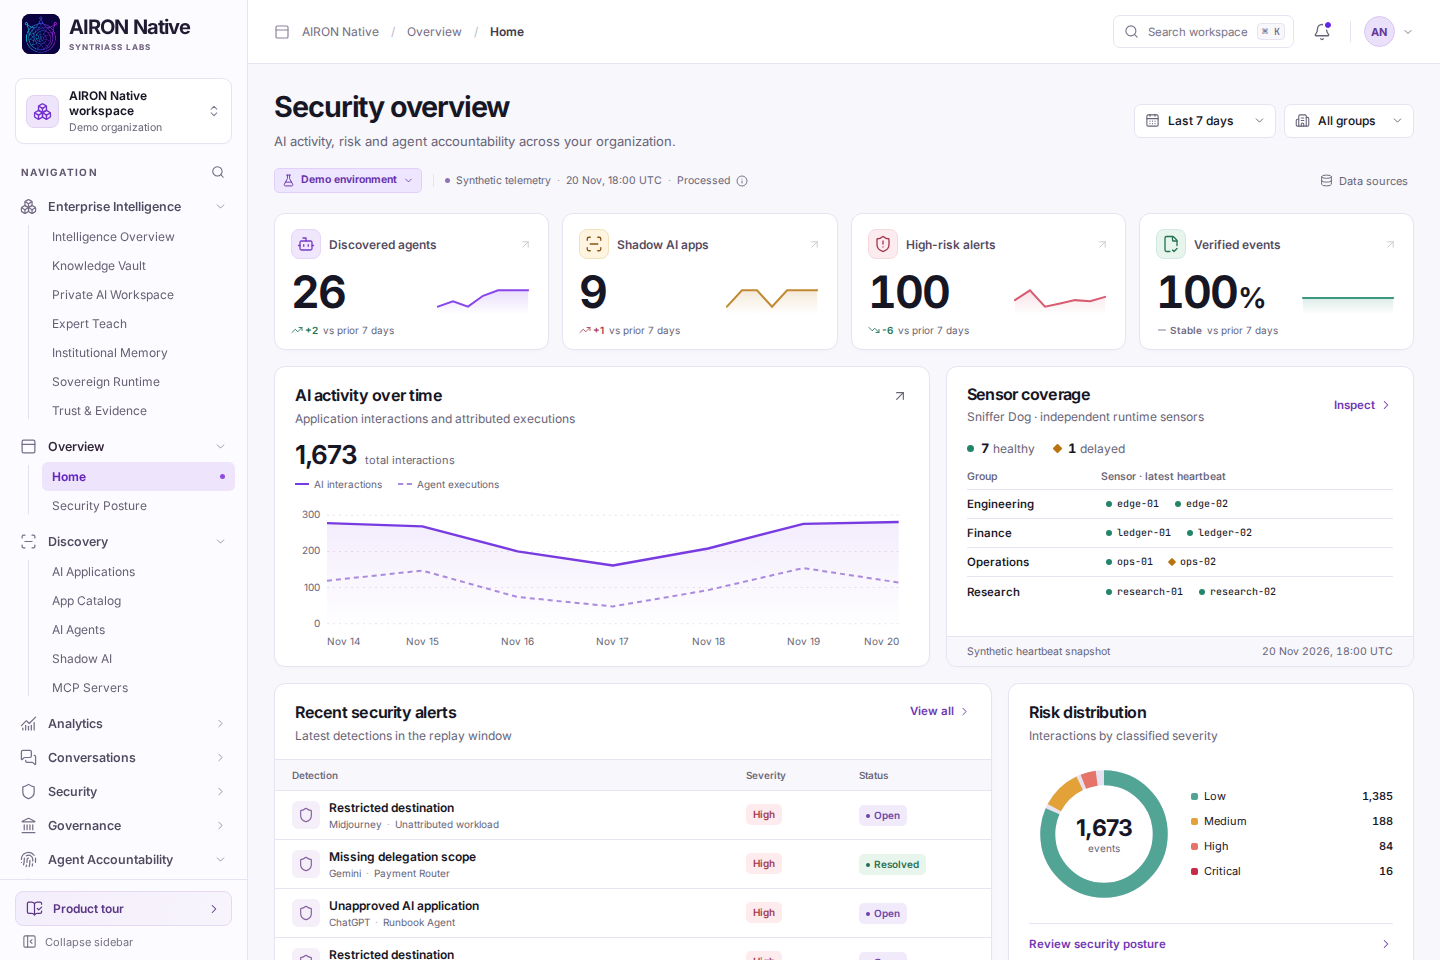 AIRON Native
SYNTRIASS LABS
AIRON Native
workspace
Demo organization
NAVIGATION
Enterprise Intelligence
Intelligence Overview
Knowledge Vault
Private AI Workspace
Expert Teach
Institutional Memory
Sovereign Runtime
Trust & Evidence
Overview
Home
Security Posture
Discovery
AI Applications
App Catalog
AI Agents
Shadow AI
MCP Servers
Analytics
Conversations
Security
Governance
Agent Accountability
Product tour
Collapse sidebar
AIRON Native / Overview / Home
Search workspace ⌘ K
AN
Security overview
AI activity, risk and agent accountability across your organization.
Last 7 days
All groups
Demo environment
Synthetic telemetry · 20 Nov, 18:00 UTC · Processed
Data sources
Discovered agents
26
+2 vs prior 7 days
Shadow AI apps
9
+1 vs prior 7 days
High-risk alerts
100
-6 vs prior 7 days
Verified events
100%
Stable vs prior 7 days
AI activity over time
Application interactions and attributed executions
1,673 total interactions
AI interactions Agent executions
300
200
100
0
Nov 14 Nov 15 Nov 16 Nov 17 Nov 18 Nov 19 Nov 20
Sensor coverage
Sniffer Dog · independent runtime sensors
Inspect
7 healthy 1 delayed
Group Sensor · latest heartbeat
Engineering edge-01 edge-02
Finance ledger-01 ledger-02
Operations ops-01 ops-02
Research research-01 research-02
Synthetic heartbeat snapshot 20 Nov 2026, 18:00 UTC
Recent security alerts
Latest detections in the replay window
View all
Detection Severity Status
Restricted destination
Midjourney · Unattributed workload
High Open
Missing delegation scope
Gemini · Payment Router
High Resolved
Unapproved AI application
ChatGPT · Runbook Agent
High Open
Restricted destination
High
Risk distribution
Interactions by classified severity
1,673
events
Low 1,385
Medium 188
High 84
Critical 16
Review security posture